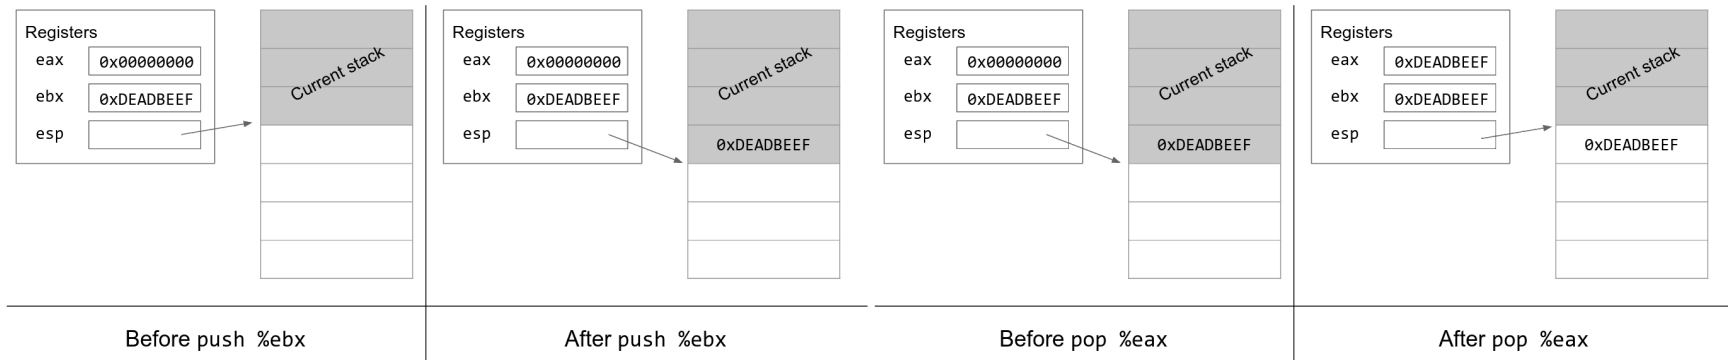 Registers
eax 0x00000000
ebx 0xDEADBEEF
esp
Current stack
Before push %ebx
Registers
eax 0x00000000
ebx 0xDEADBEEF
esp
Current stack
0xDEADBEEF
After push %ebx
Registers
eax 0x00000000
ebx 0xDEADBEEF
esp
Current stack
0xDEADBEEF
Before pop %eax
Registers
eax 0xDEADBEEF
ebx 0xDEADBEEF
esp
Current stack
0xDEADBEEF
After pop %eax